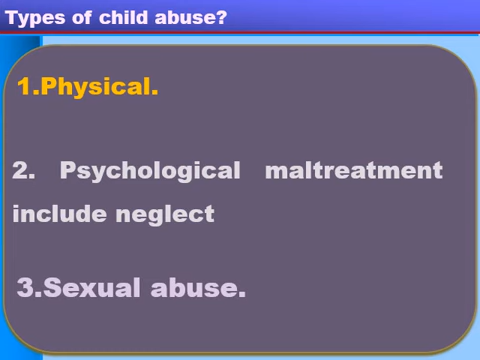 Types of child abuse?
1.Physical.
2. Psychological maltreatment
include neglect
3.Sexual abuse.